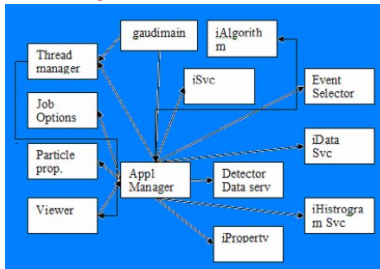 gaudimain
iAlgorith
m
Thread
manager
iSvc
Event
Selector
Job
Options
iData
Svc
Particle
prop.
Appl
Manager
Detector
Data serv
Viewer
iHistrogra
m Svc
iProperty